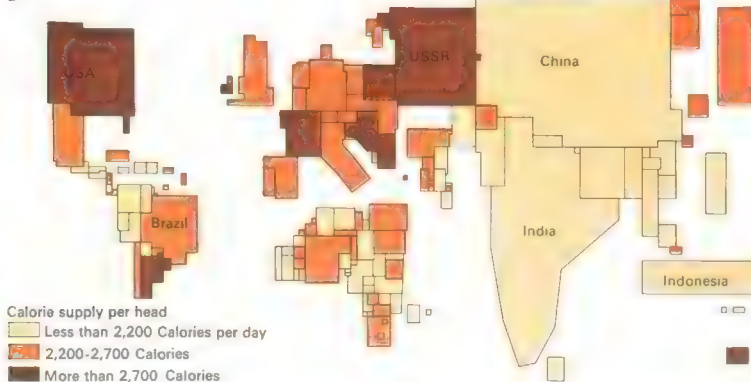 USA
USSR
China
Brazil
India
Indonesia
Calorie supply per head
Less than 2,200 Calories per day
2,200-2,700 Calories
More than 2,700 Calories